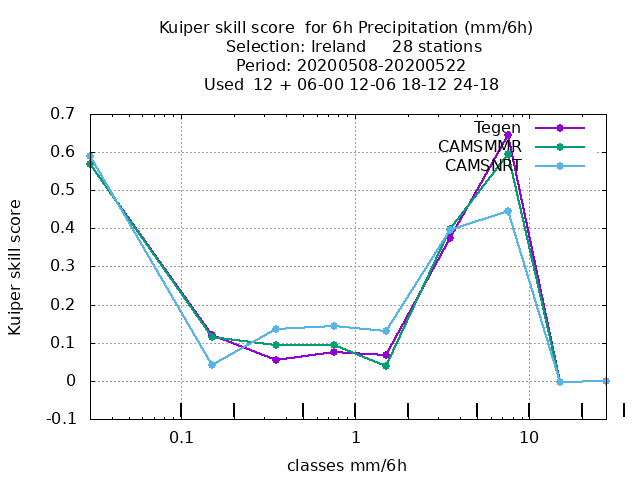 Kuiper skill score  for 6h Precipitation (mm/6h)
Selection: Ireland     28 stations
Period: 20200508-20200522
Used  12 + 06-00 12-06 18-12 24-18
Tegen
CAMSMMR
CAMSNRT
Kuiper skill score
0.7
0.6
0.5
0.4
0.3
0.2
0.1
0
-0.1
0.1
1
10
classes mm/6h